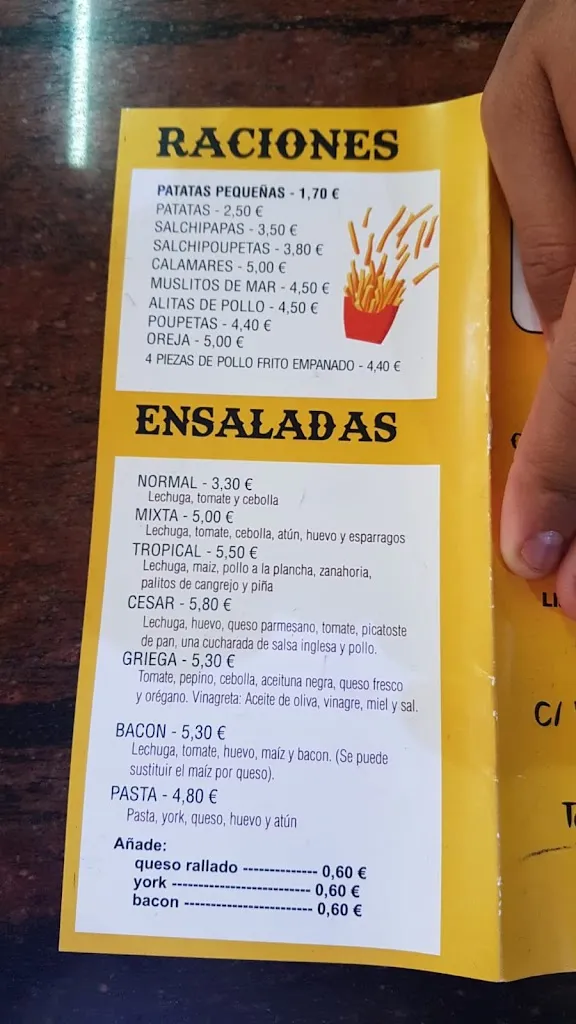 RACIONES
PATATAS PEQUEÑAS - 1,70 €
PATATAS - 2,50 €
SALCHIPAPAS - 3,50 €
SALCHIPOUPETAS - 3,80 €
CALAMARES - 5,00 €
MUSLITOS DE MAR - 4,50 €
ALITAS DE POLLO - 4,50 €
POUPETAS - 4,40 €
OREJA - 5,00 €
4 PIEZAS DE POLLO FRITO EMPANADO - 4,40 €
ENSALADAS
NORMAL - 3,30 €
Lechuga, tomate y cebolla
MIXTA - 5,00 €
Lechuga, tomate, cebolla, atún, huevo y esparragos
TROPICAL - 5,50 €
Lechuga, maiz, pollo a la plancha, zanahoria,
palitos de cangrejo y piña
CESAR - 5,80 €
Lechuga, huevo, queso parmesano, tomate, picatoste
de pan, una cucharada de salsa inglesa y pollo.
GRIEGA - 5,30 €
Tomate, pepino, cebolla, aceituna negra, queso fresco
y orégano. Vinagreta: Aceite de oliva, vinagre, miel y sal.
BACON - 5,30 €
Lechuga, tomate, huevo, maíz y bacon. (Se puede
sustituir el maíz por queso).
PASTA - 4,80 €
Pasta, york, queso, huevo y atún
Añade:
queso rallado -------------- 0,60 €
york -------------------------- 0,60 €
bacon ------------------------ 0,60 €
C/